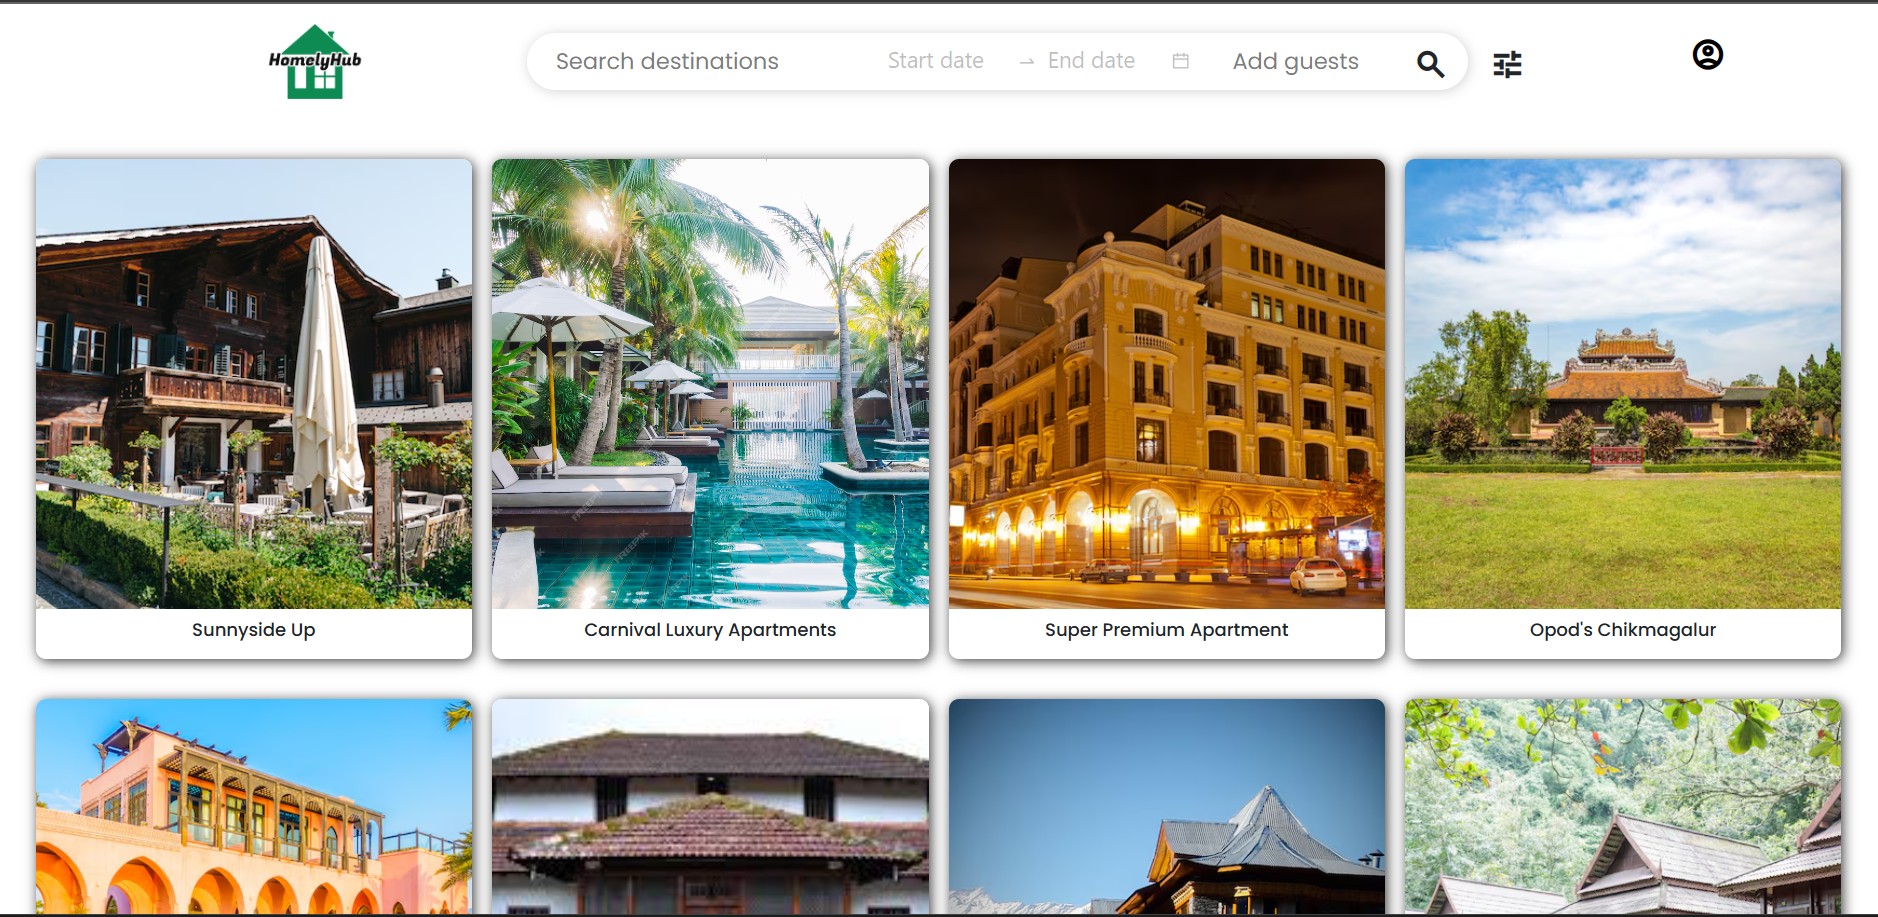 HomelyHub
Search destinations
Start date
End date
Add guests
Sunnyside Up
Carnival Luxury Apartments
Super Premium Apartment
Opod's Chikmagalur